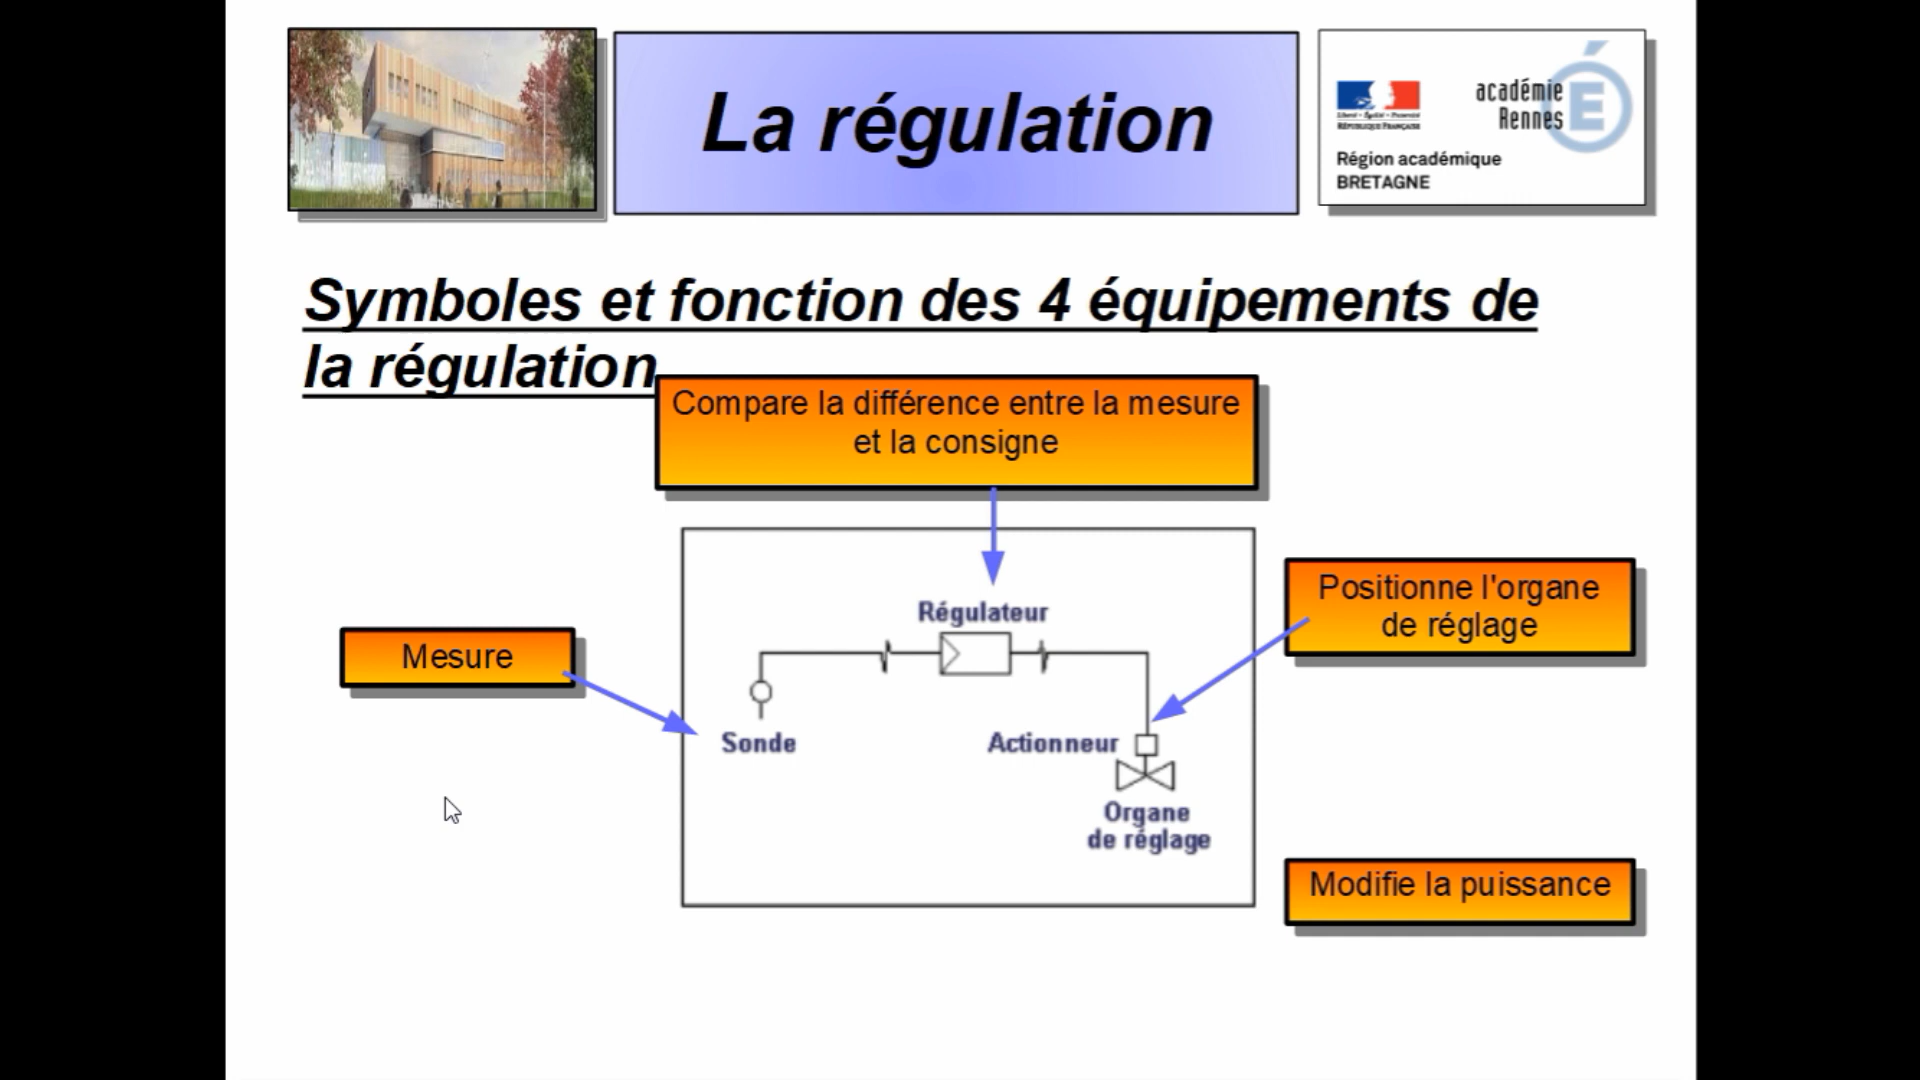 La régulation
académie
Rennes
RÉPUBLIQUE FRANÇAISE
Région académique
BRETAGNE
Symboles et fonction des 4 équipements de
la régulation
Compare la différence entre la mesure
et la consigne
Positionne l'organe
de réglage
Mesure
Régulateur
Sonde
Actionneur
Organe
de réglage
Modifie la puissance